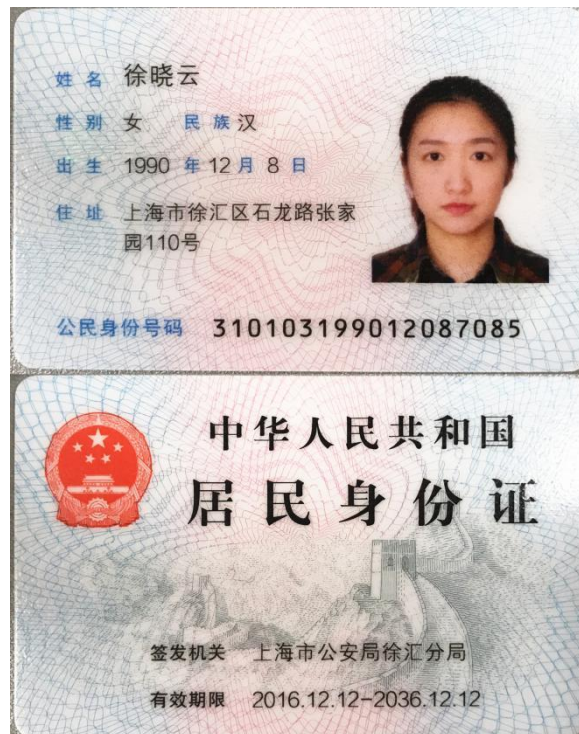 姓名 徐晓云
性别 女 民族 汉
出生 1990 年 12 月 8 日
住址 上海市徐汇区石龙路张家
园110号
公民身份号码 310103199012087085
中华人民共和国
居民身份证
签发机关 上海市公安局徐汇分局
有效期限 2016.12.12-2036.12.12